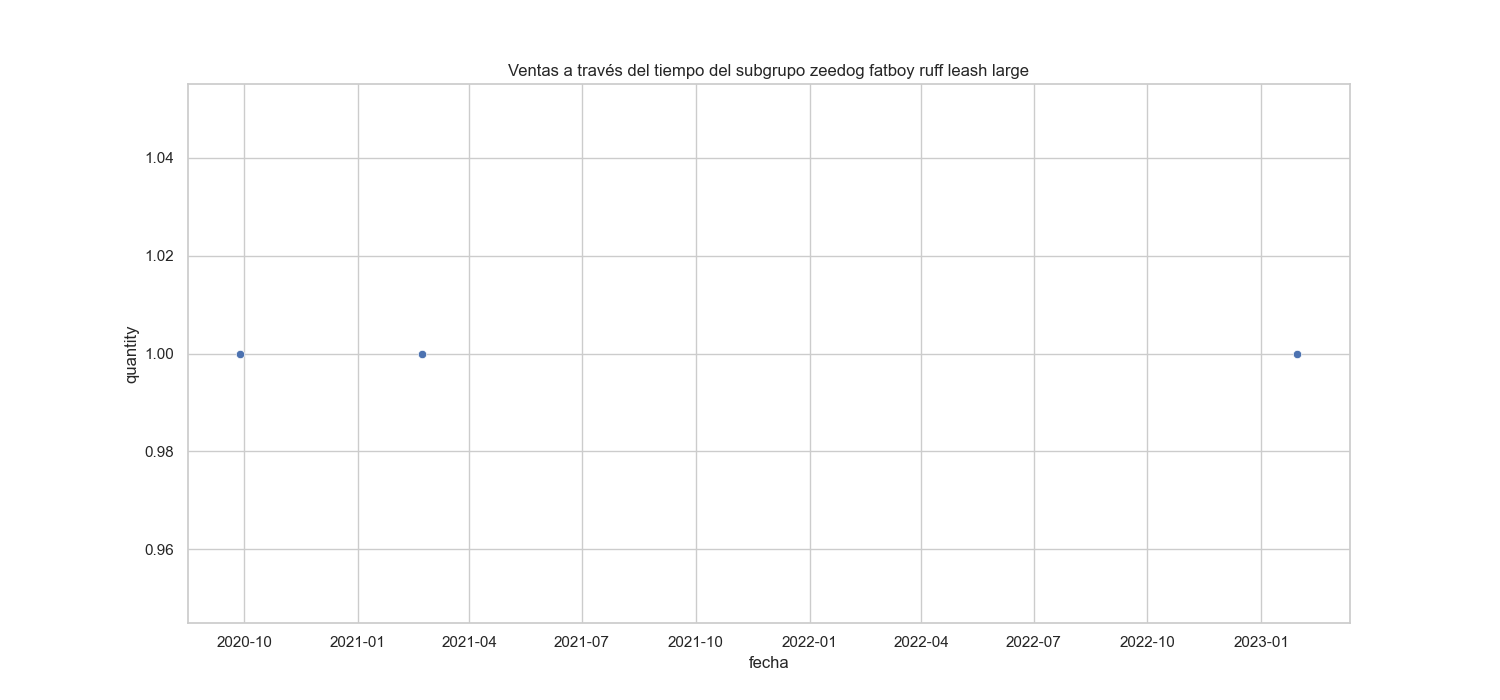 Ventas a través del tiempo del subgrupo zeedog fatboy ruff leash large
1.04
1.02
1.00
0.98
0.96
quantity
2020-10 2021-01 2021-04 2021-07 2021-10 2022-01 2022-04 2022-07 2022-10 2023-01
fecha